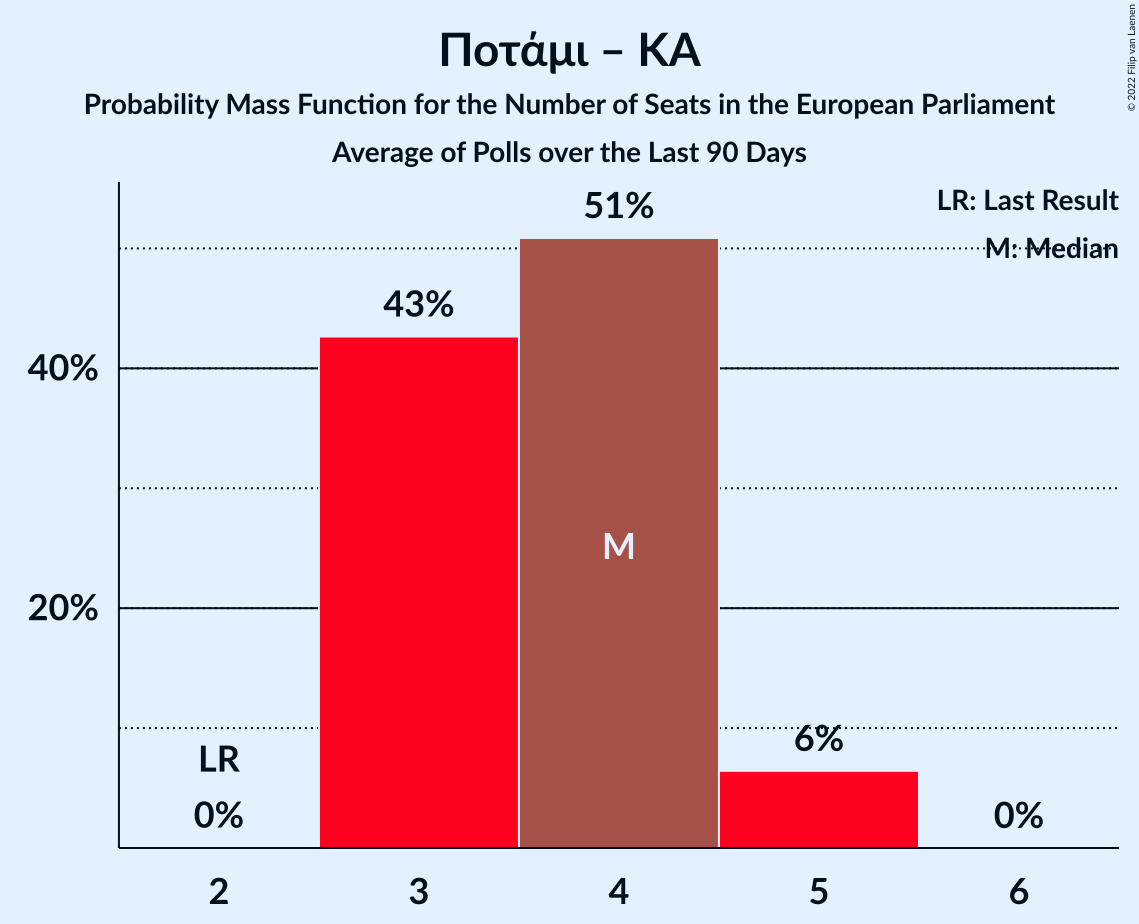 Ποτάμι – ΚΑ
Probability Mass Function for the Number of Seats in the European Parliament
Average of Polls over the Last 90 Days
© 2022 Filip van Laenen
LR: Last Result
M: Median
51%
43%
40%
M
20%
6%
LR
0%
0%
2 3 4 5 6